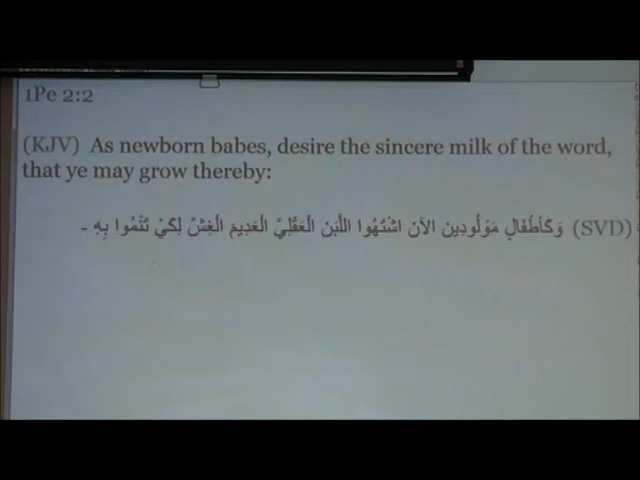 1Pe 2:2
(KJV) As newborn babes, desire the sincere milk of the word,
that ye may grow thereby:
(SVD) وَكَأَطْفَالٍ مَوْلُودِينَ الآنَ اشْتَهُوا اللَّبَنَ الْعَقْلِيَّ الْعَدِيمَ الْغِشِّ لِكَيْ تَنْمُوا بِهِ -